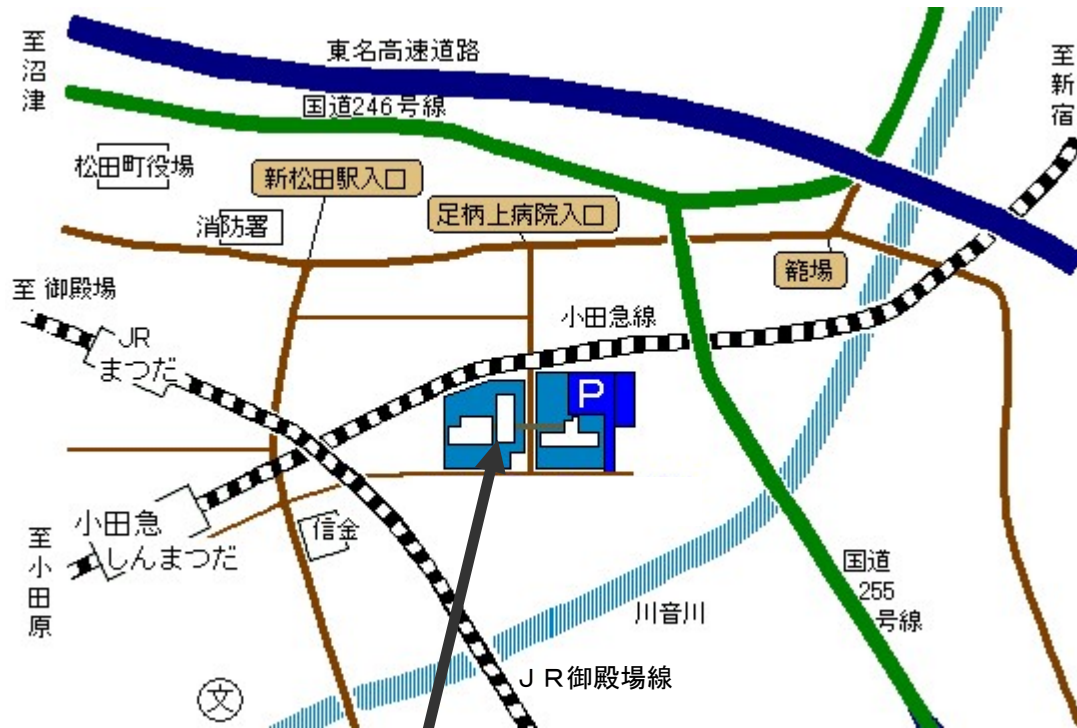 至沼津
東名高速道路
至新宿
国道246号線
松田町役場
新松田駅入口
足柄上病院入口
消防署
籠場
至 御殿場
小田急線
JR
まつだ
P
小田急
しんまつだ
信金
至小田原
国道
255
号線
川音川
JR御殿場線
文